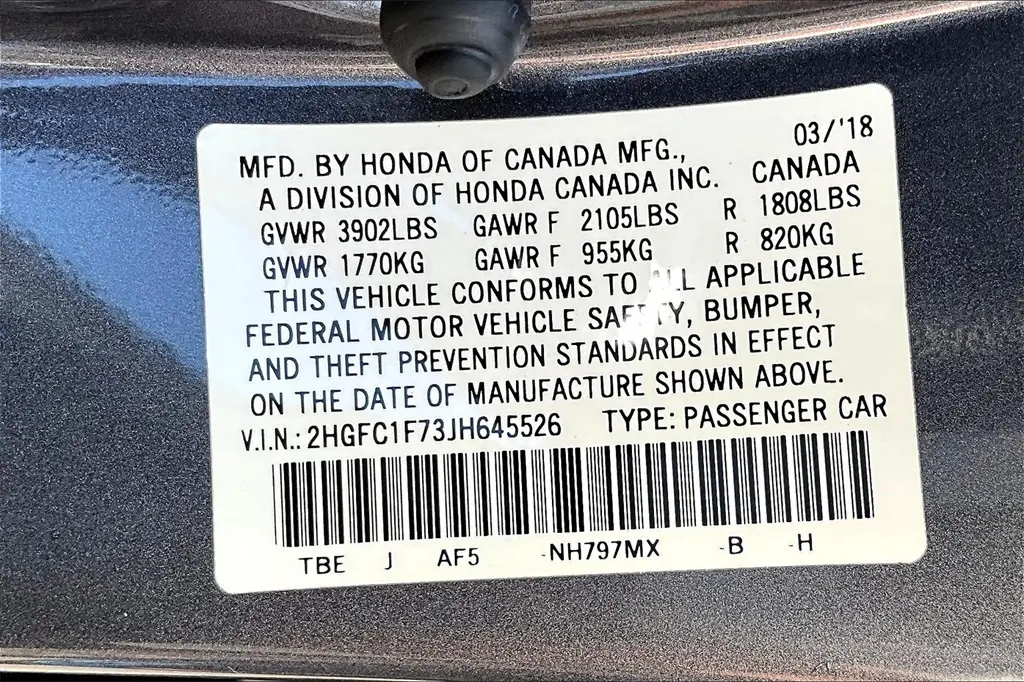 MFD. BY HONDA OF CANADA MFG., 03/'18
A DIVISION OF HONDA CANADA INC. CANADA
GVWR 3902LBS GAWR F 2105LBS R 1808LBS
GVWR 1770KG GAWR F 955KG R 820KG
THIS VEHICLE CONFORMS TO ALL APPLICABLE
FEDERAL MOTOR VEHICLE SAFETY, BUMPER,
AND THEFT PREVENTION STANDARDS IN EFFECT
ON THE DATE OF MANUFACTURE SHOWN ABOVE.
V.I.N.: 2HGFC1F73JH645526 TYPE: PASSENGER CAR
TBE J AF5 -NH797MX -B -H